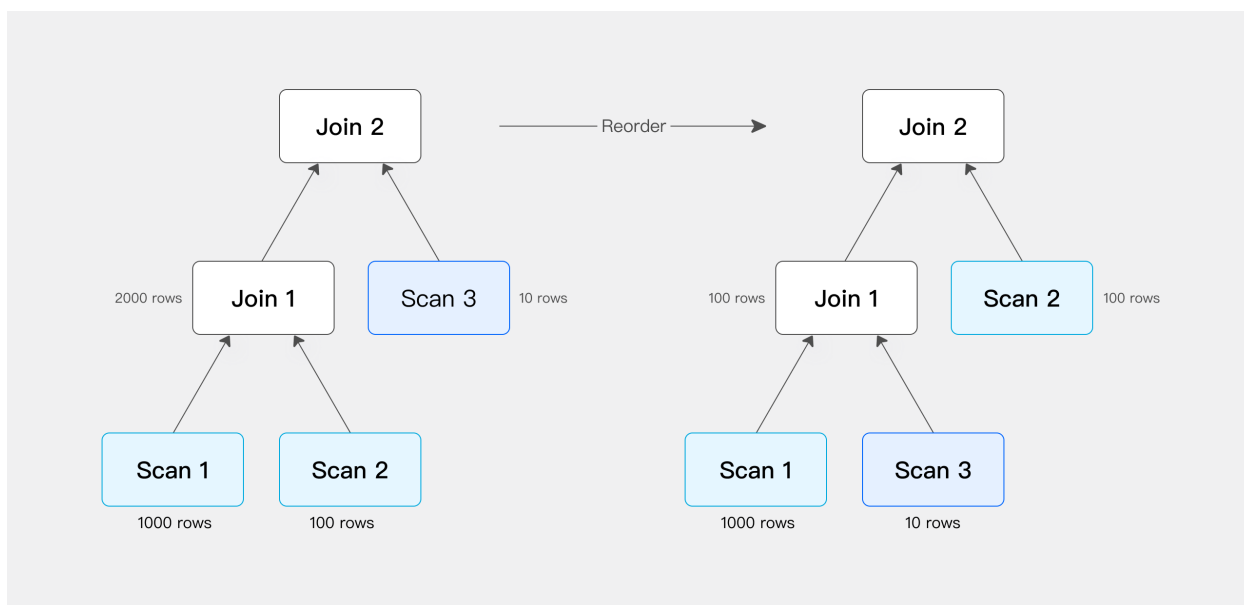 Join 2
Reorder
Join 2
2000 rows
Join 1
Scan 3
10 rows
100 rows
Join 1
Scan 2
100 rows
Scan 1
Scan 2
Scan 1
Scan 3
1000 rows
100 rows
1000 rows
10 rows